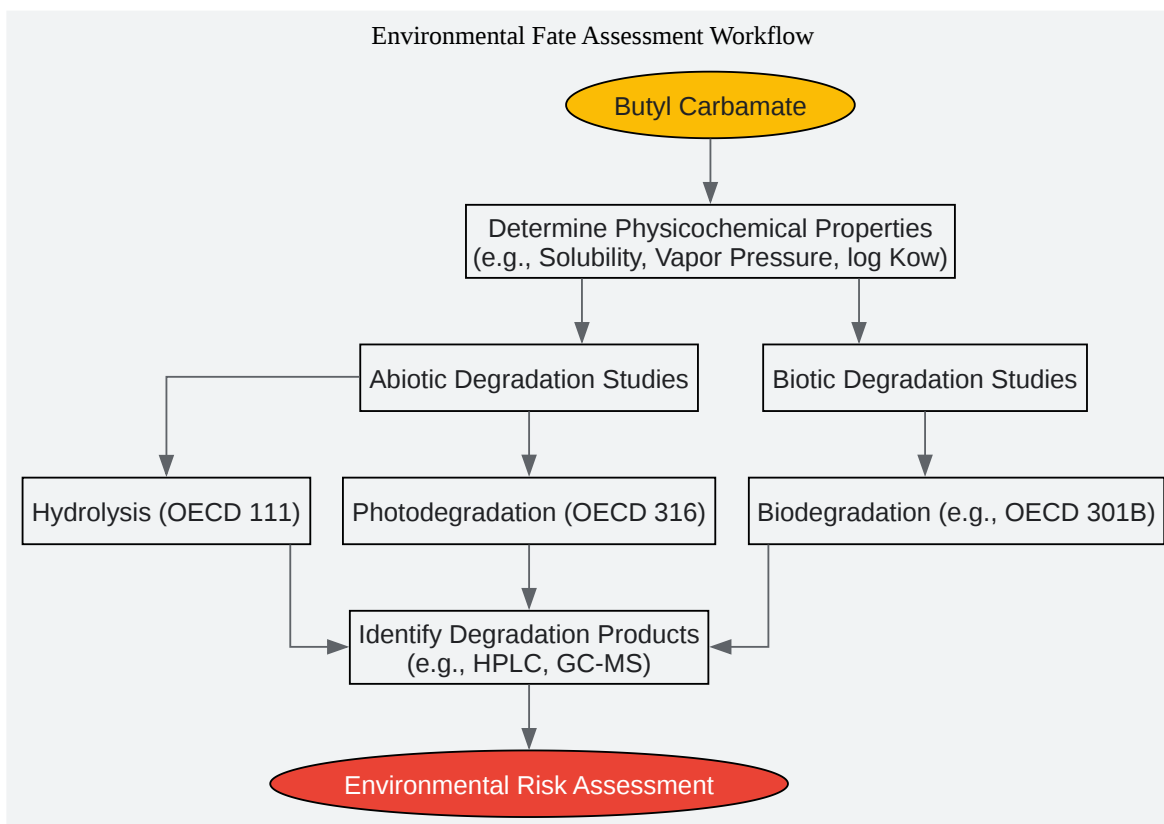 Environmental Fate Assessment Workflow
Butyl Carbamate
Determine Physicochemical Properties
(e.g., Solubility, Vapor Pressure, log Kow)
Abiotic Degradation Studies
Biotic Degradation Studies
Hydrolysis (OECD 111)
Photodegradation (OECD 316)
Biodegradation (e.g., OECD 301B)
Identify Degradation Products
(e.g., HPLC, GC-MS)
Environmental Risk Assessment